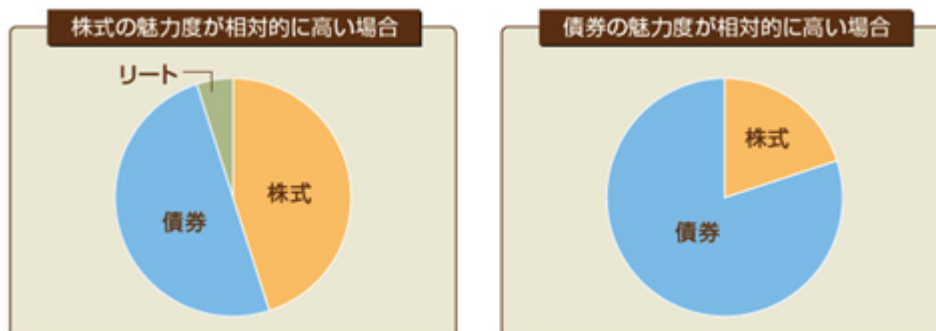 株式の魅力度が相対的に高い場合
リート
株式
債券
債券の魅力度が相対的に高い場合
株式
債券